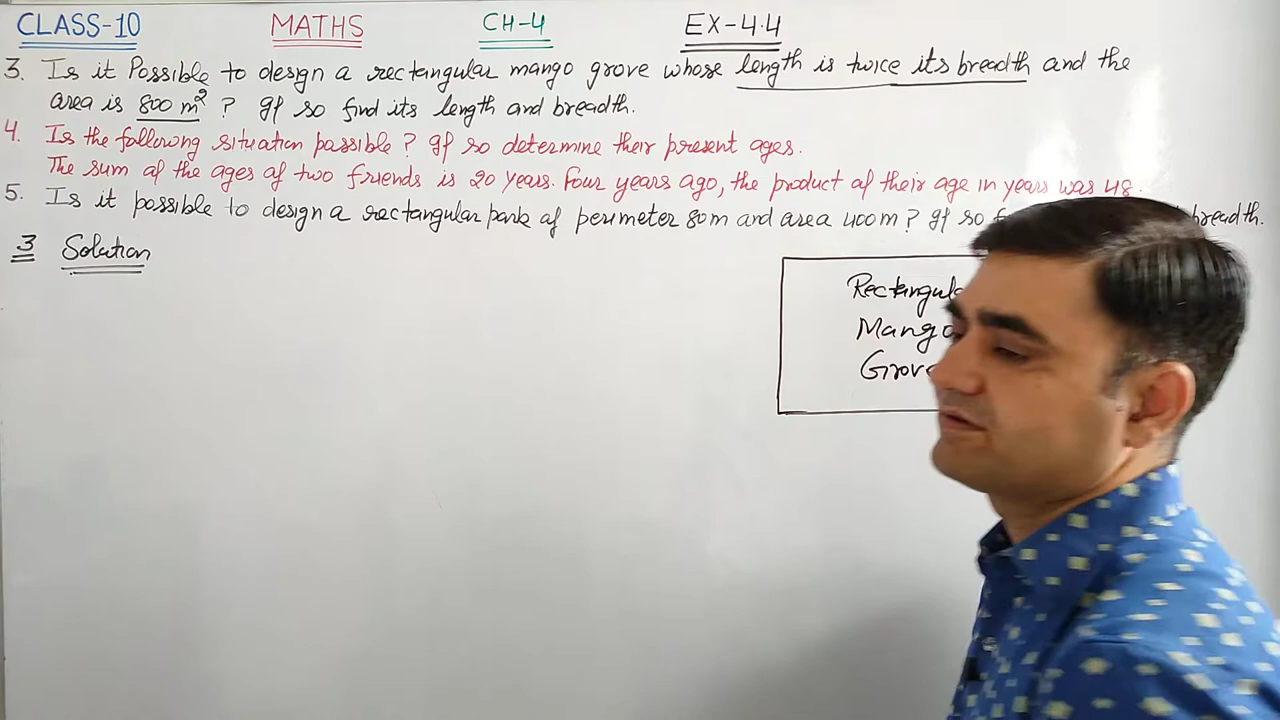 CLASS-10 MATHS CH-4 EX-4.4
3. Is it Possible to design a rectangular mango grove whose length is twice its breadth and the
area is 800 m² ? If so find its length and breadth.
4. Is the following situation possible ? If so determine their present ages.
The sum of the ages of two friends is 20 years. Four years ago, the product of their age in years was 48.
5. Is it possible to design a rectangular park of perimeter 80m and area 400m ? If so breadth.
3 Solution
Mango